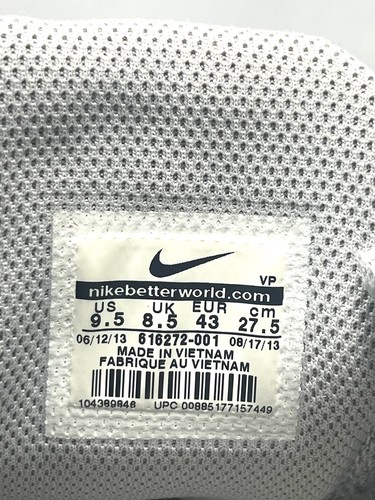 VP
nikebetterworld.com
US UK EUR cm
9.5 8.5 43 27.5
06/12/13 616272-001 08/17/13
MADE IN VIETNAM
FABRIQUE AU VIETNAM
104389846 UPC 00885177157449